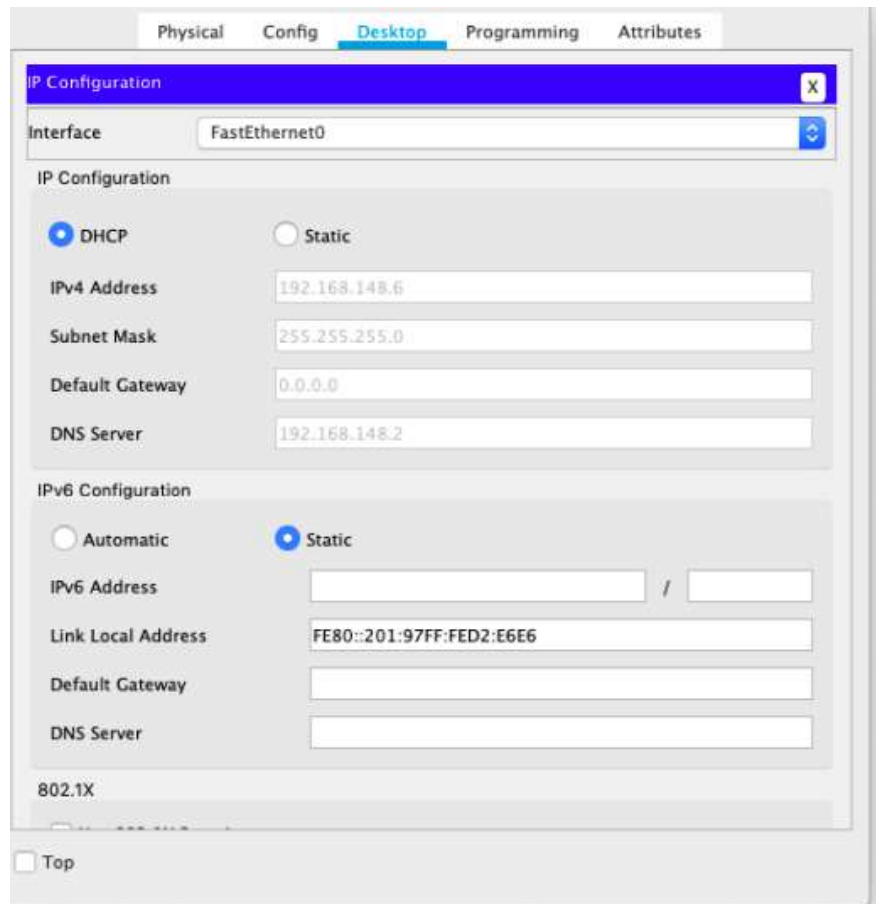 Physical Config Desktop Programming Attributes
IP Configuration X
Interface FastEthernet0
IP Configuration
DHCP Static
IPv4 Address 192.168.148.6
Subnet Mask 255.255.255.0
Default Gateway 0.0.0.0
DNS Server 192.168.148.2
IPv6 Configuration
Automatic Static
IPv6 Address /
Link Local Address FE80::201:97FF:FED2:E6E6
Default Gateway
DNS Server
802.1X
Top